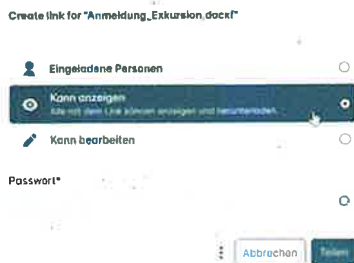 Create link for "Anmeldung_Exkursion.docxf"
Eingeladene Personen
Kann anzeigen
Alle mit dem Link können anzeigen und herunterladen.
Kann bearbeiten
Passwort*
Abbrechen
Teilen